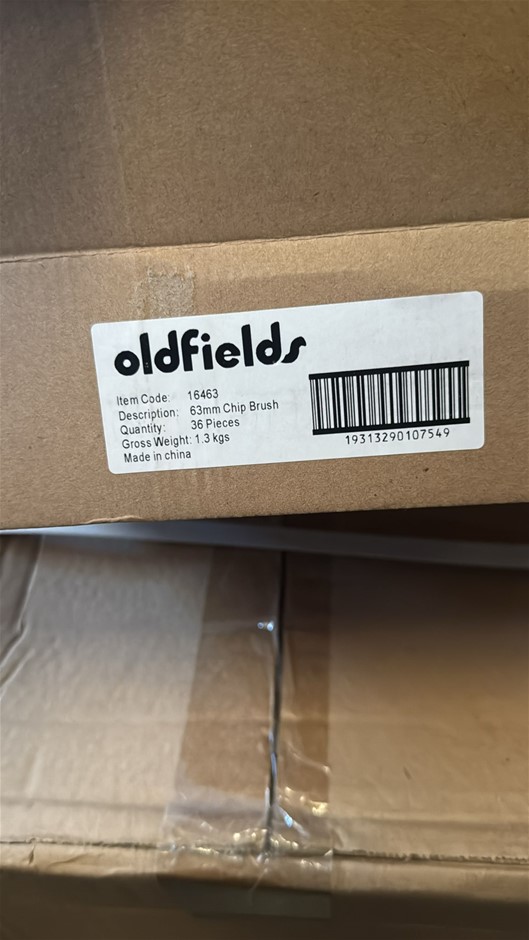 oldfields
Item Code: 16463
Description: 63mm Chip Brush
Quantity: 36 Pieces
Gross Weight: 1.3 kgs
Made in china
19313290107549